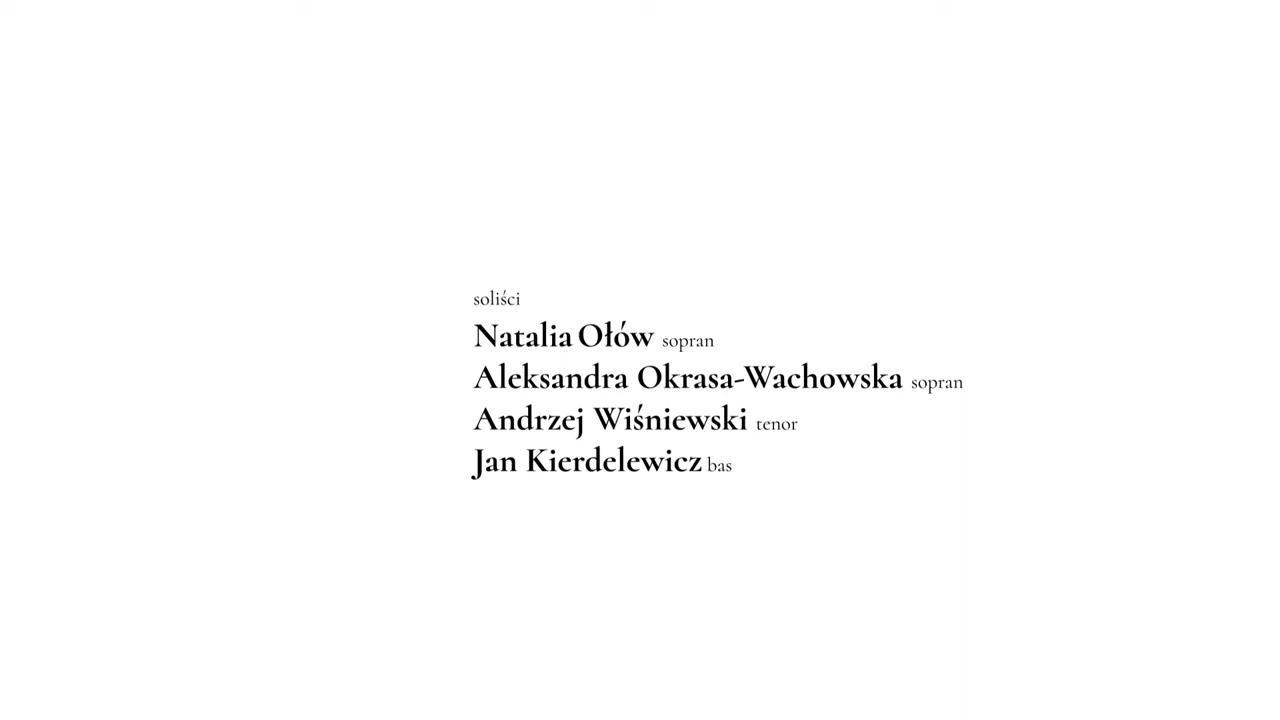 soliści
Natalia Ołów sopran
Aleksandra Okrasa-Wachowska sopran
Andrzej Wiśniewski tenor
Jan Kierdelewicz bas